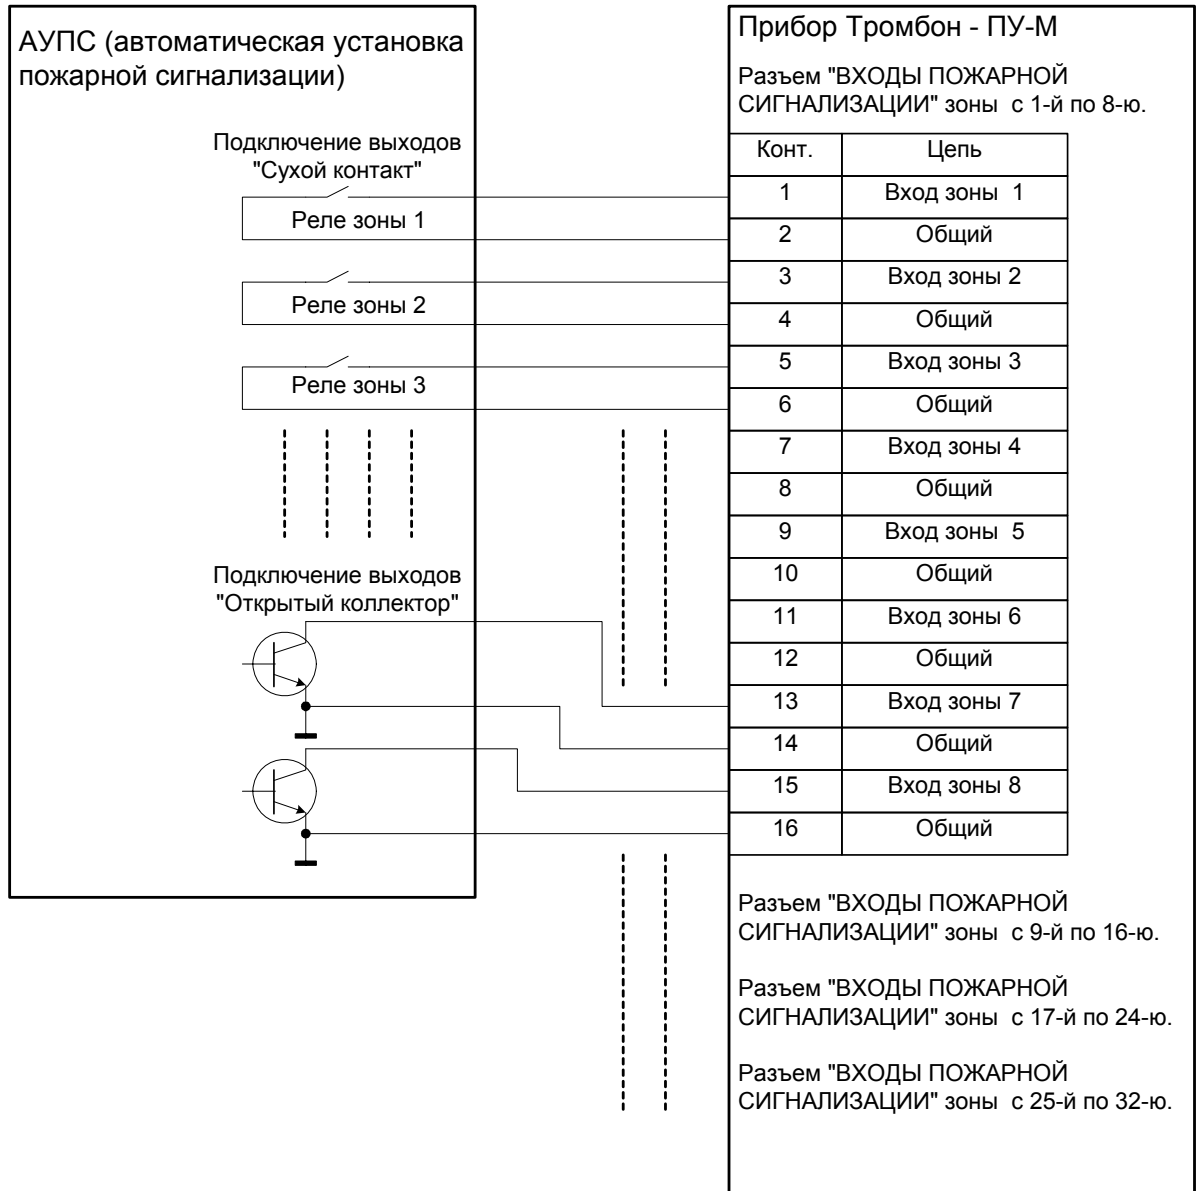 АУПС (автоматическая установка
пожарной сигнализации)
Подключение выходов
"Сухой контакт"
Реле зоны 1
Реле зоны 2
Реле зоны 3
Подключение выходов
"Открытый коллектор"
Прибор Тромбон - ПУ-М
Разъем "ВХОДЫ ПОЖАРНОЙ
СИГНАЛИЗАЦИИ" зоны с 1-й по 8-ю.
Конт. Цепь
1 Вход зоны 1
2 Общий
3 Вход зоны 2
4 Общий
5 Вход зоны 3
6 Общий
7 Вход зоны 4
8 Общий
9 Вход зоны 5
10 Общий
11 Вход зоны 6
12 Общий
13 Вход зоны 7
14 Общий
15 Вход зоны 8
16 Общий
Разъем "ВХОДЫ ПОЖАРНОЙ
СИГНАЛИЗАЦИИ" зоны с 9-й по 16-ю.
Разъем "ВХОДЫ ПОЖАРНОЙ
СИГНАЛИЗАЦИИ" зоны с 17-й по 24-ю.
Разъем "ВХОДЫ ПОЖАРНОЙ
СИГНАЛИЗАЦИИ" зоны с 25-й по 32-ю.